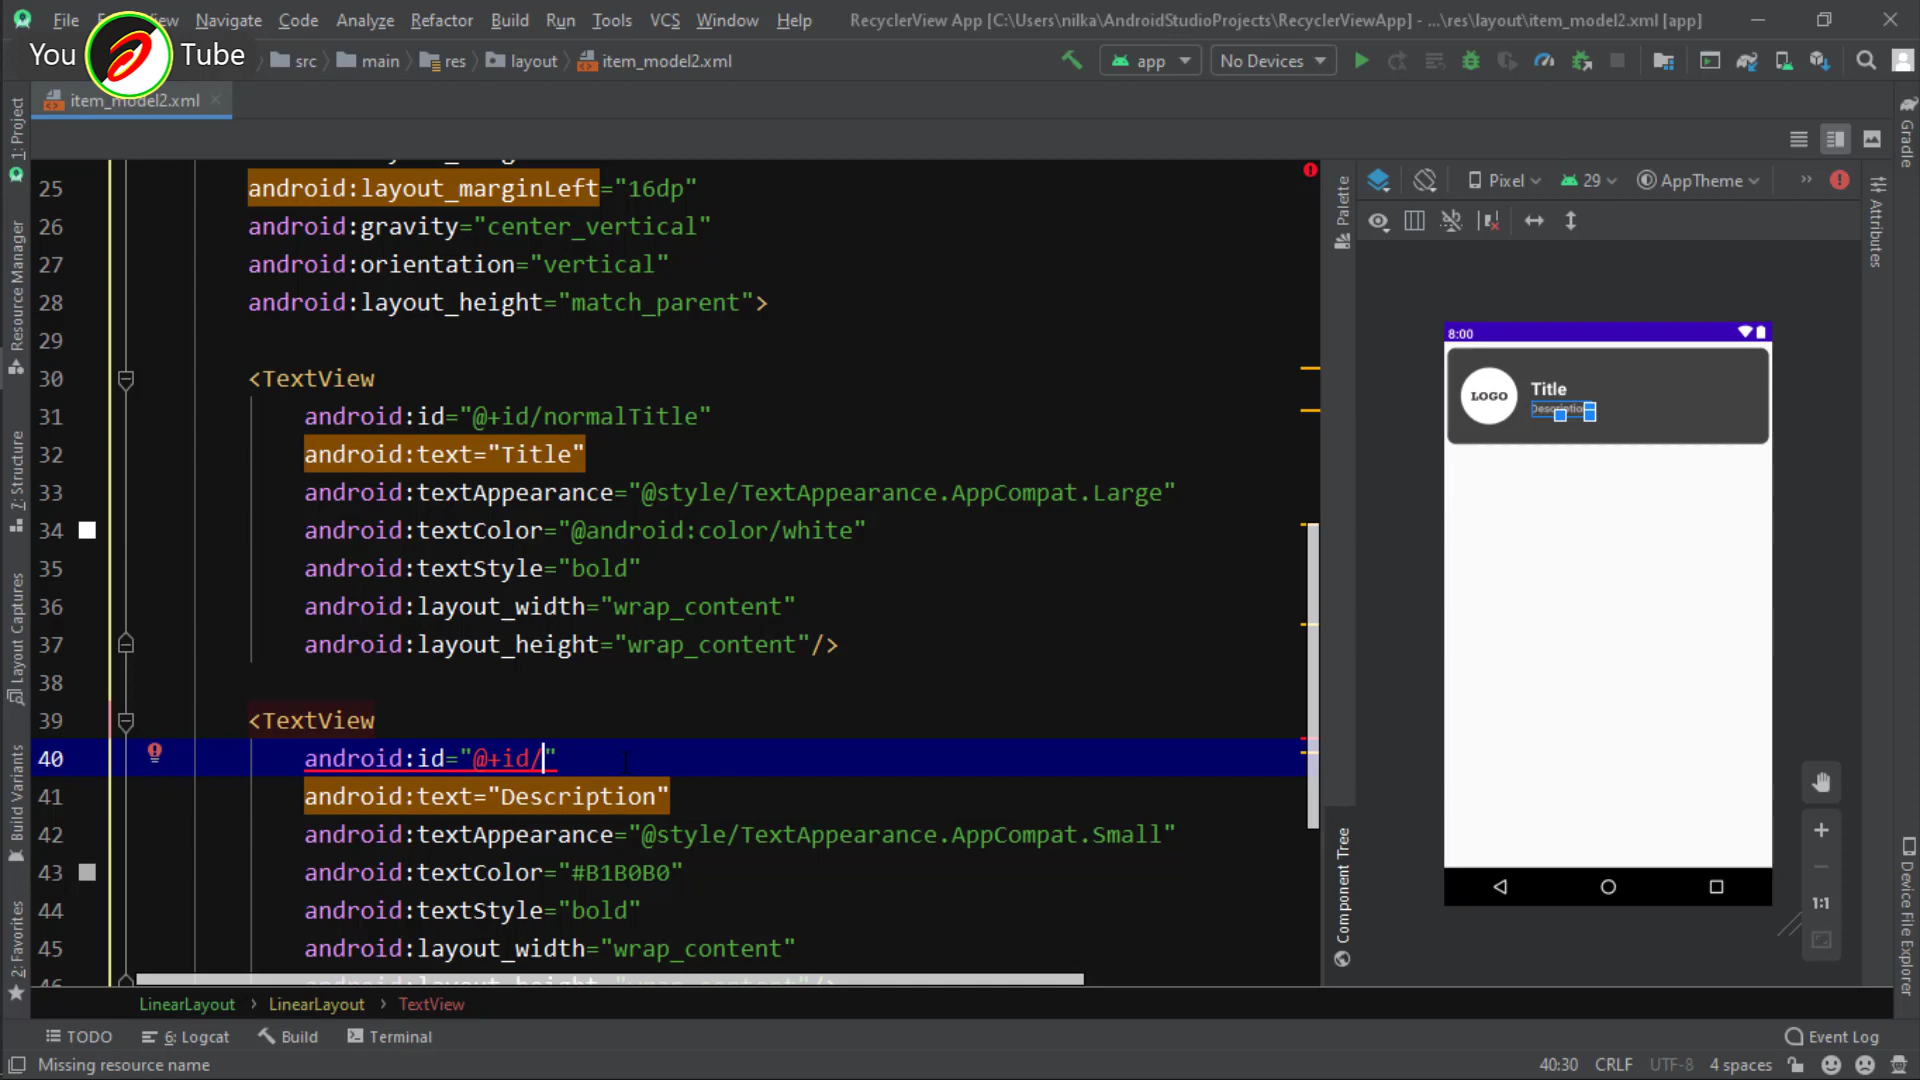 File
View
Navigate
Code
Analyze
Refactor
Build
Run
Tools
VCS
Window
Help
RecyclerView App [C:\Users\nilka\AndroidStudioProjects\RecyclerViewApp] - ...\res\layout\item_model2.xml [app]
You Tube
src
main
res
layout
item_model2.xml
app
No Devices
item_model2.xml
1: Project
Resource Manager
7: Structure
Layout Captures
Build Variants
2: Favorites
25 android:layout_marginLeft="16dp"
26 android:gravity="center_vertical"
27 android:orientation="vertical"
28 android:layout_height="match_parent">
29
30 <TextView
31 android:id="@+id/normalTitle"
32 android:text="Title"
33 android:textAppearance="@style/TextAppearance.AppCompat.Large"
34 android:textColor="@android:color/white"
35 android:textStyle="bold"
36 android:layout_width="wrap_content"
37 android:layout_height="wrap_content"/>
38
39 <TextView
40 android:id="@+id/"
41 android:text="Description"
42 android:textAppearance="@style/TextAppearance.AppCompat.Small"
43 android:textColor="#B1B0B0"
44 android:textStyle="bold"
45 android:layout_width="wrap_content"
Palette
Component Tree
Pixel
29
AppTheme
8:00
LOGO
Title
Description
1:1
Gradle
Attributes
Device File Explorer
LinearLayout > LinearLayout > TextView
TODO
6: Logcat
Build
Terminal
Event Log
Missing resource name
40:30
CRLF
UTF-8
4 spaces